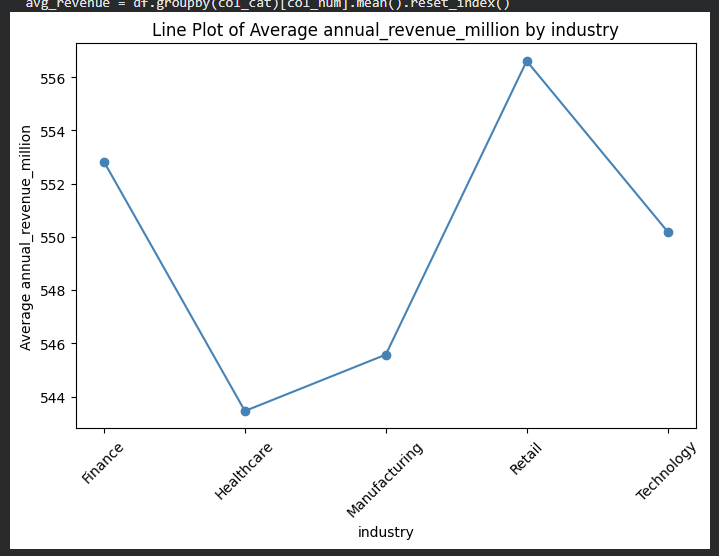 avg_revenue = df.groupby(col_cat)[col_num].mean().reset_index()
Line Plot of Average annual_revenue_million by industry
Average annual_revenue_million
556
554
552
550
548
546
544
Finance
Healthcare
Manufacturing
Retail
Technology
industry